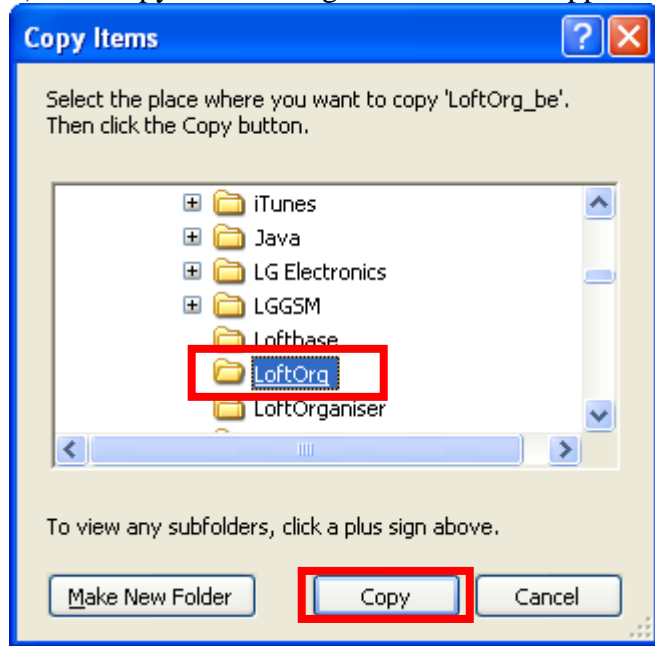 Copy Items
Select the place where you want to copy 'LoftOrg_be'.
Then click the Copy button.
iTunes
Java
LG Electronics
LGGSM
Loftbase
LoftOrg
LoftOrganiser
To view any subfolders, click a plus sign above.
Make New Folder Copy Cancel